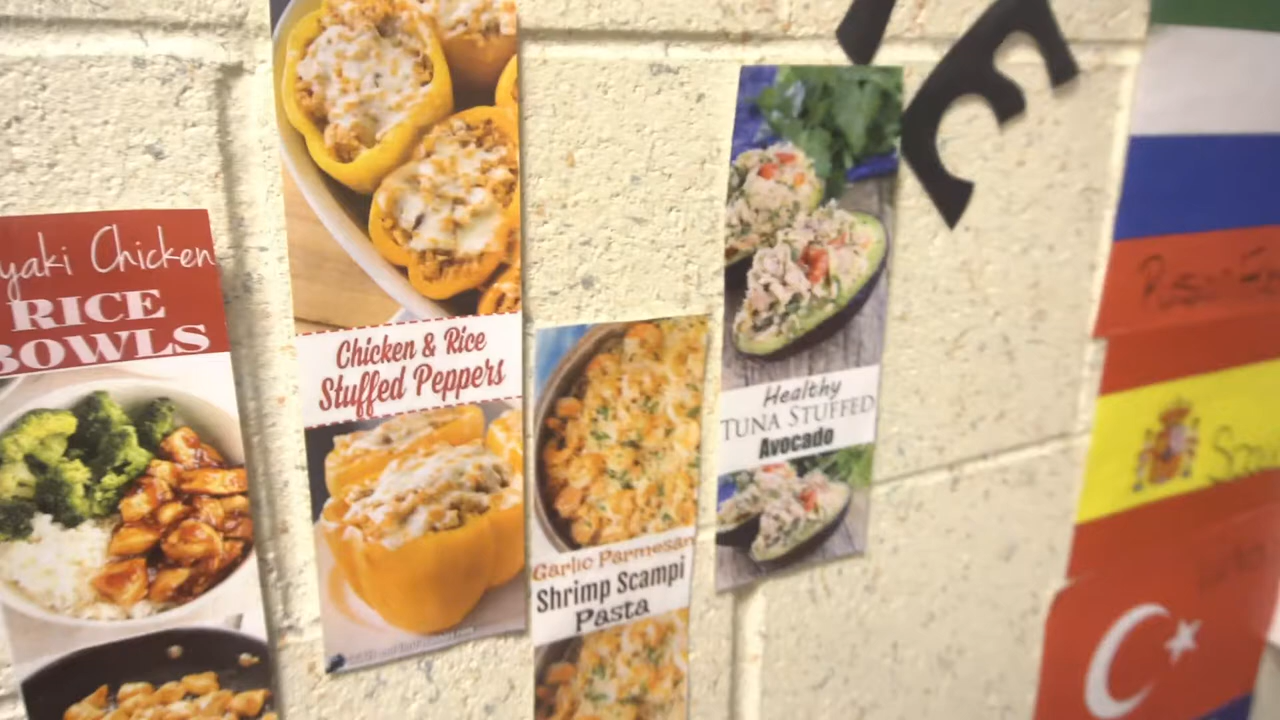 yaki Chicken
RICE
BOWLS
Chicken & Rice
Stuffed Peppers
Garlic Parmesan
Shrimp Scampi
Pasta
Healthy
TUNA STUFFED
Avocado
E